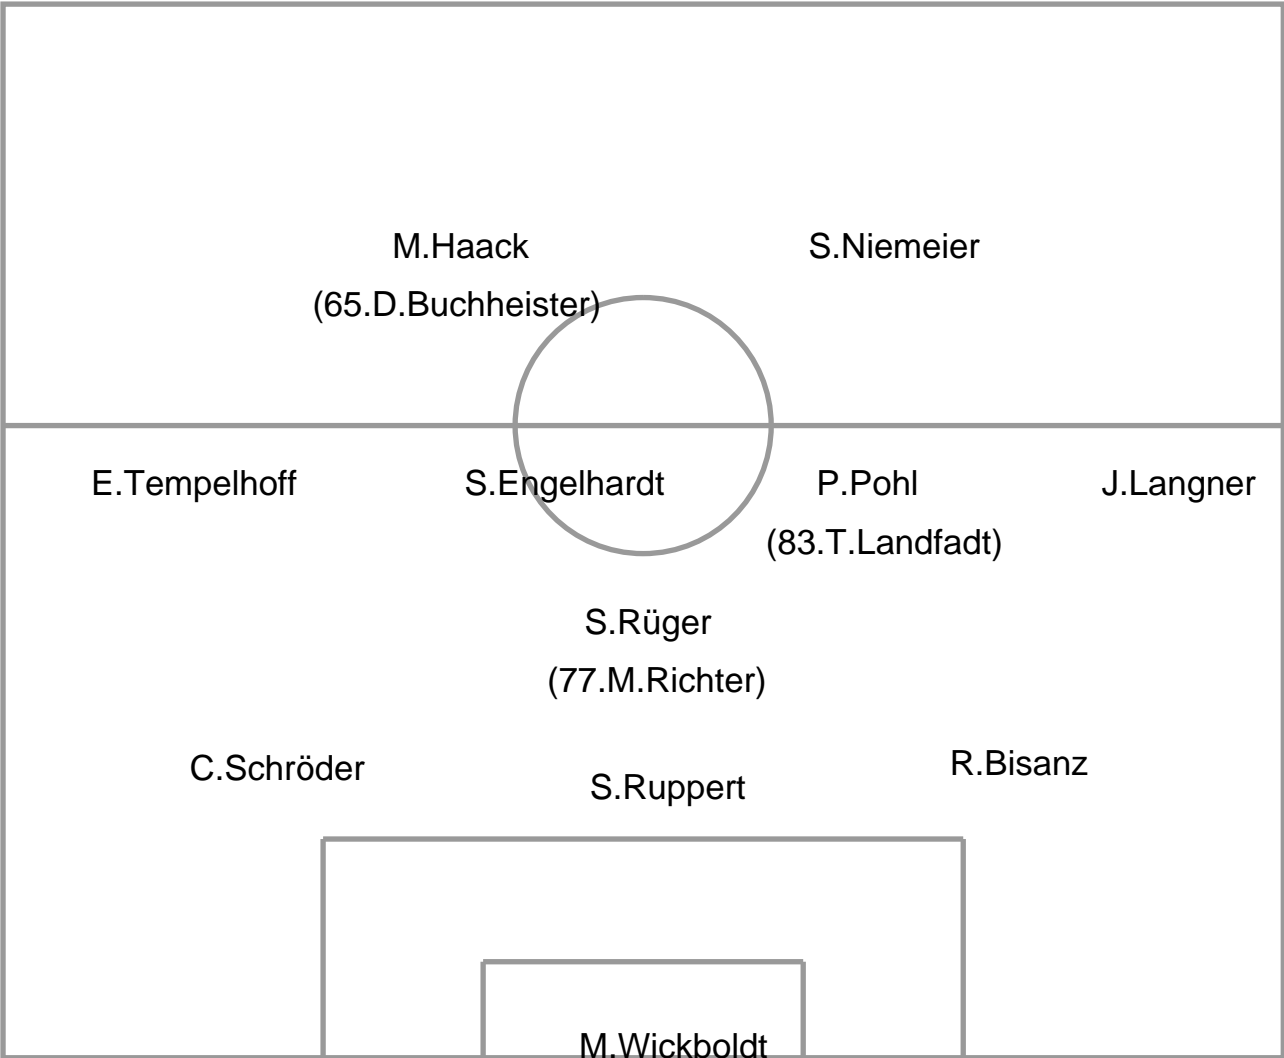 M.Haack
S.Niemeier
(65.D.Buchheister)
E.Tempelhoff
S.Engelhardt
P.Pohl
J.Langner
(83.T.Landfadt)
S.Rüger
(77.M.Richter)
C.Schröder
S.Ruppert
R.Bisanz
M.Wickboldt